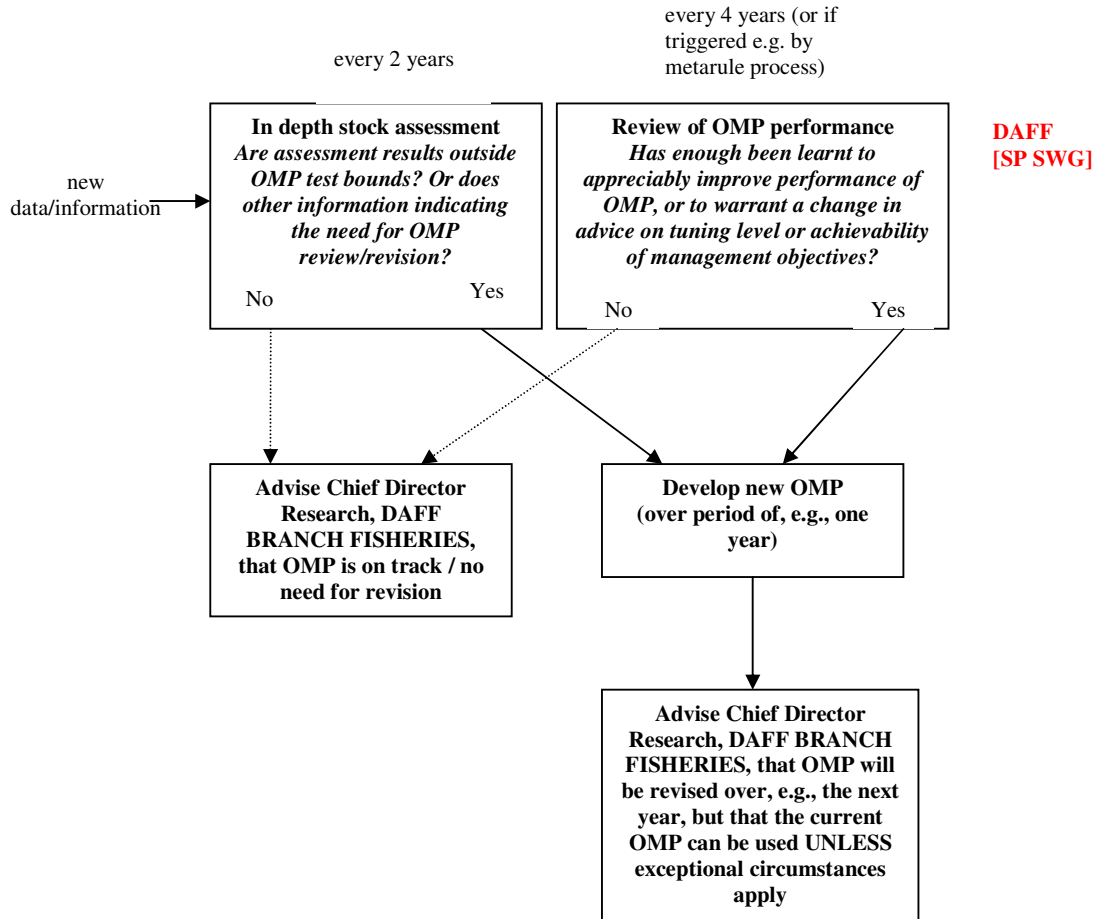 every 4 years (or if
triggered e.g. by
metarule process)
every 2 years
In depth stock assessment
Are assessment results outside
OMP test bounds? Or does
other information indicating
the need for OMP
review/revision?
No
Yes
Review of OMP performance
Has enough been learnt to
appreciably improve performance of
OMP, or to warrant a change in
advice on tuning level or achievability
of management objectives?
No
Yes
DAFF
[SP SWG]
new
data/information
Advise Chief Director
Research, DAFF
BRANCH FISHERIES,
that OMP is on track / no
need for revision
Develop new OMP
(over period of, e.g., one
year)
Advise Chief Director
Research, DAFF BRANCH
FISHERIES, that OMP will
be revised over, e.g., the next
year, but that the current
OMP can be used UNLESS
exceptional circumstances
apply